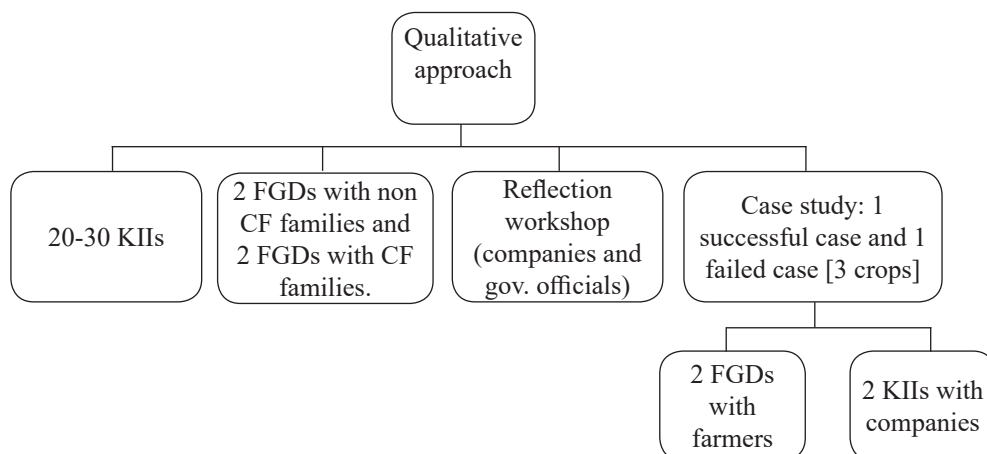 Qualitative
approach
20-30 KIIs
2 FGDs with non
CF families and
2 FGDs with CF
families.
Reflection
workshop
(companies and
gov. officials)
Case study: 1
successful case and 1
failed case [3 crops]
2 FGDs
with
farmers
2 KIIs with
companies